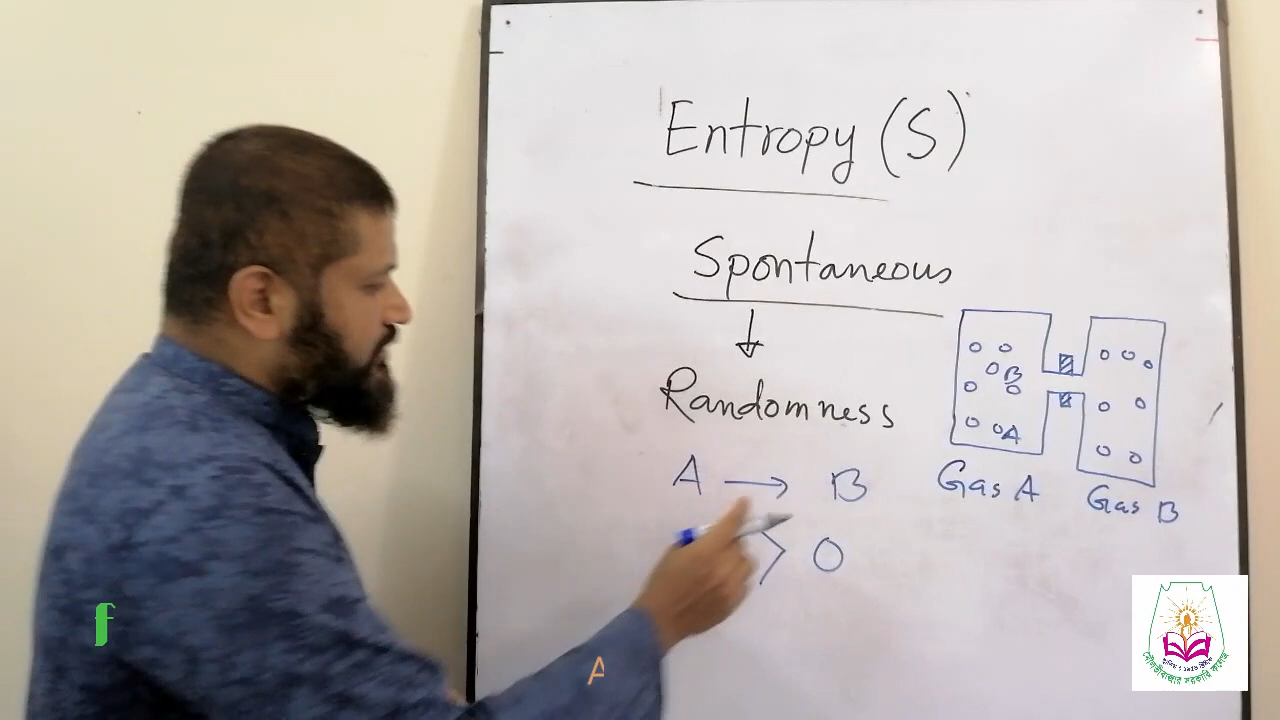 Entropy (S)
Spontaneous
Randomness
A → B
> 0
B
A
Gas A
Gas B
f
A